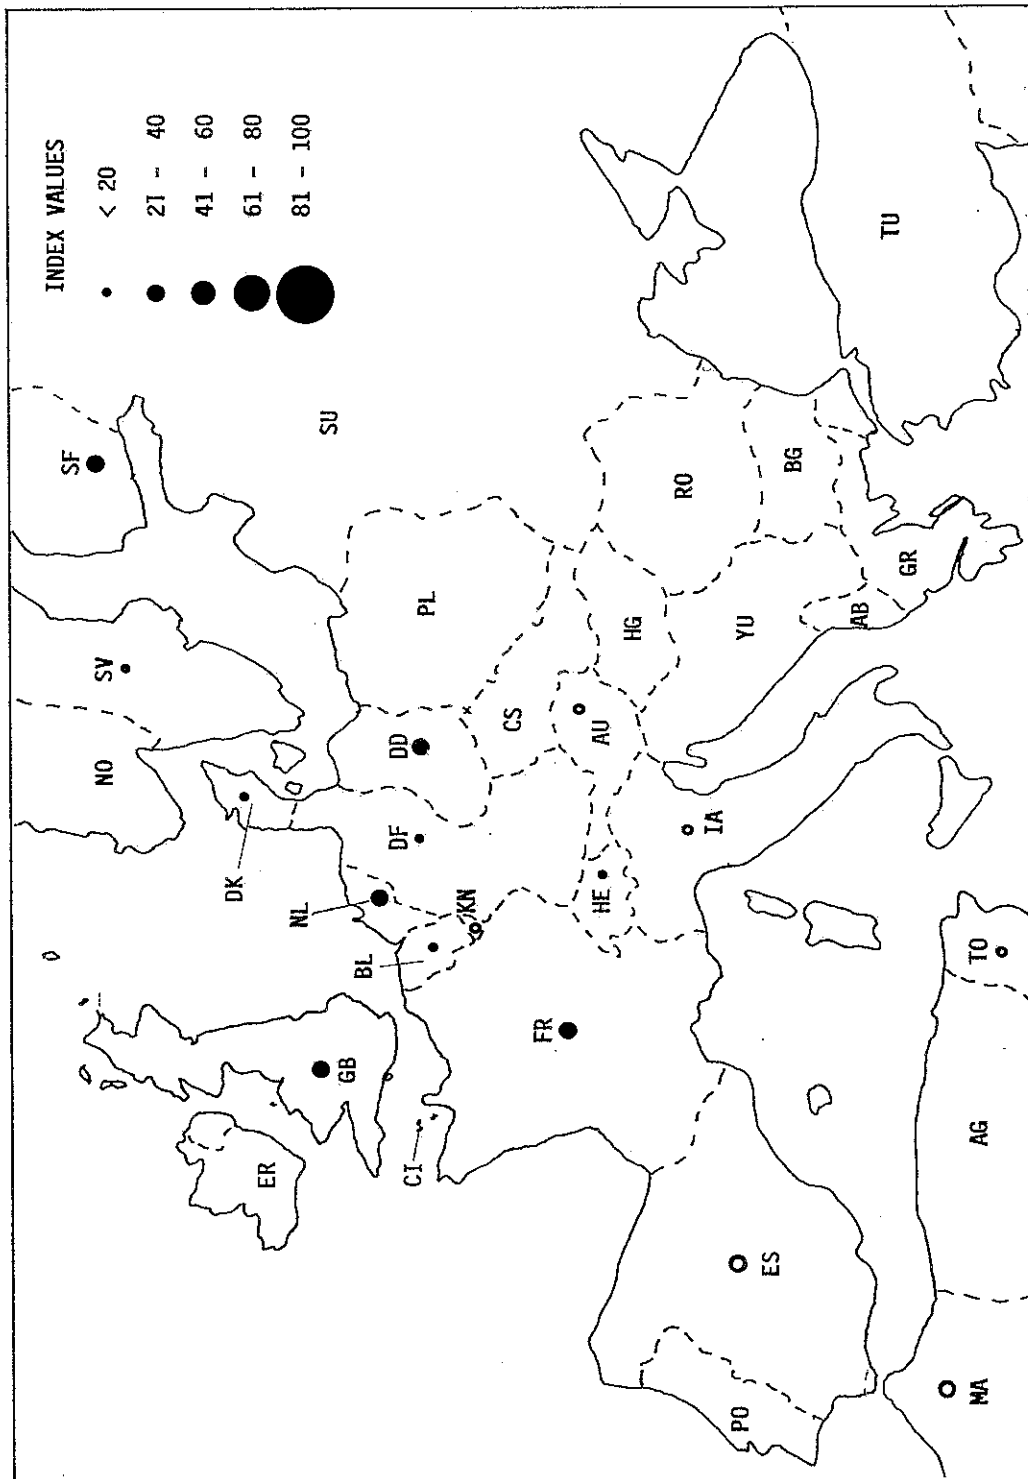 INDEX VALUES
< 20
2I - 40
41 - 60
61 - 80
81 - 100
SF
SU
SV
NO
DK
NL
DD
DF
PL
BL
KN
GB
ER
CI
FR
HE
CS
AU
HG
RO
BG
YU
AB
GR
TU
IA
TO
AG
ES
PO
MA